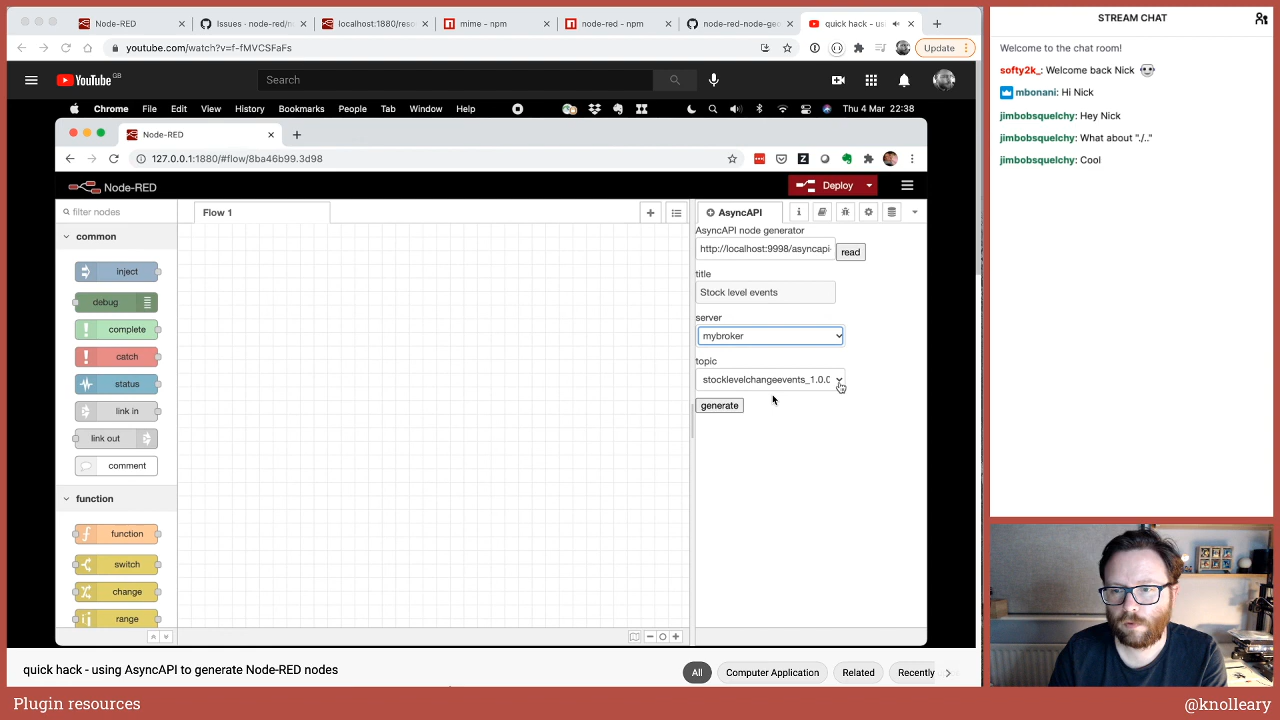 Node-RED
Issues · node-red/n
localhost:1880/reso
mime - npm
node-red - npm
node-red-node-geo
quick hack - usi
youtube.com/watch?v=f-fMVCSFaFs
Update
YouTube GB
Search
Chrome File Edit View History Bookmarks People Tab Window Help
Thu 4 Mar 22:38
Node-RED
127.0.0.1:1880/#flow/8ba46b99.3d98
Node-RED
Deploy
filter nodes
Flow 1
AsyncAPI
common
inject
debug
complete
catch
status
link in
link out
comment
function
function
switch
change
range
AsyncAPI node generator
http://localhost:9998/asyncapi-
read
title
Stock level events
server
mybroker
topic
stocklevelchangeevents_1.0.0
generate
quick hack - using AsyncAPI to generate Node-RED nodes
All
Computer Application
Related
Recently
STREAM CHAT
Welcome to the chat room!
softy2k_: Welcome back Nick
mbonani: Hi Nick
jimbobsquelchy: Hey Nick
jimbobsquelchy: What about "./.."
jimbobsquelchy: Cool
Plugin resources
@knolleary